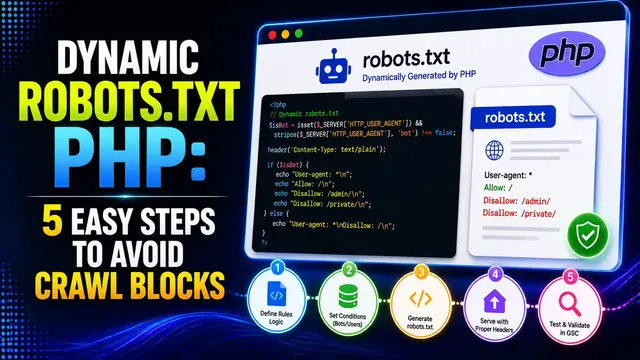 DYNAMIC
ROBOTS.TXT
PHP:
5 EASY STEPS
TO AVOID
CRAWL BLOCKS
robots.txt
Dynamically Generated by PHP
php
<?php
// Dynamic robots.txt
$isBot = isset($_SERVER['HTTP_USER_AGENT']) &&
stripos($_SERVER['HTTP_USER_AGENT'], 'bot') !== false;
header('Content-Type: text/plain');
if ($isBot) {
echo "User-agent: *\n";
echo "Allow: /\n";
echo "Disallow: /admin/\n";
echo "Disallow: /private/\n";
} else {
echo "User-agent: *\nDisallow: /\n";
}
?>
robots.txt
User-agent: *
Allow: /
Disallow: /admin/
Disallow: /private/
1
Define Rules
Logic
2
Set Conditions
(Bots/Users)
3
Generate
robots.txt
4
Serve with
Proper Headers
5
Test & Validate
in GSC